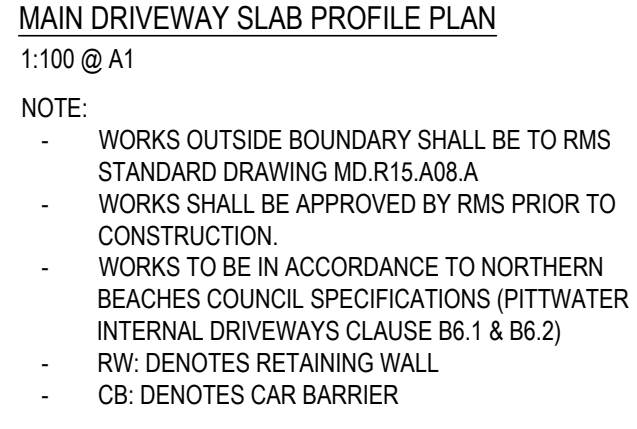 MAIN DRIVEWAY SLAB PROFILE PLAN
1:100 @ A1
NOTE:
- WORKS OUTSIDE BOUNDARY SHALL BE TO RMS
STANDARD DRAWING MD.R15.A08.A
- WORKS SHALL BE APPROVED BY RMS PRIOR TO
CONSTRUCTION.
- WORKS TO BE IN ACCORDANCE TO NORTHERN
BEACHES COUNCIL SPECIFICATIONS (PITTWATER
INTERNAL DRIVEWAYS CLAUSE B6.1 & B6.2)
- RW: DENOTES RETAINING WALL
- CB: DENOTES CAR BARRIER